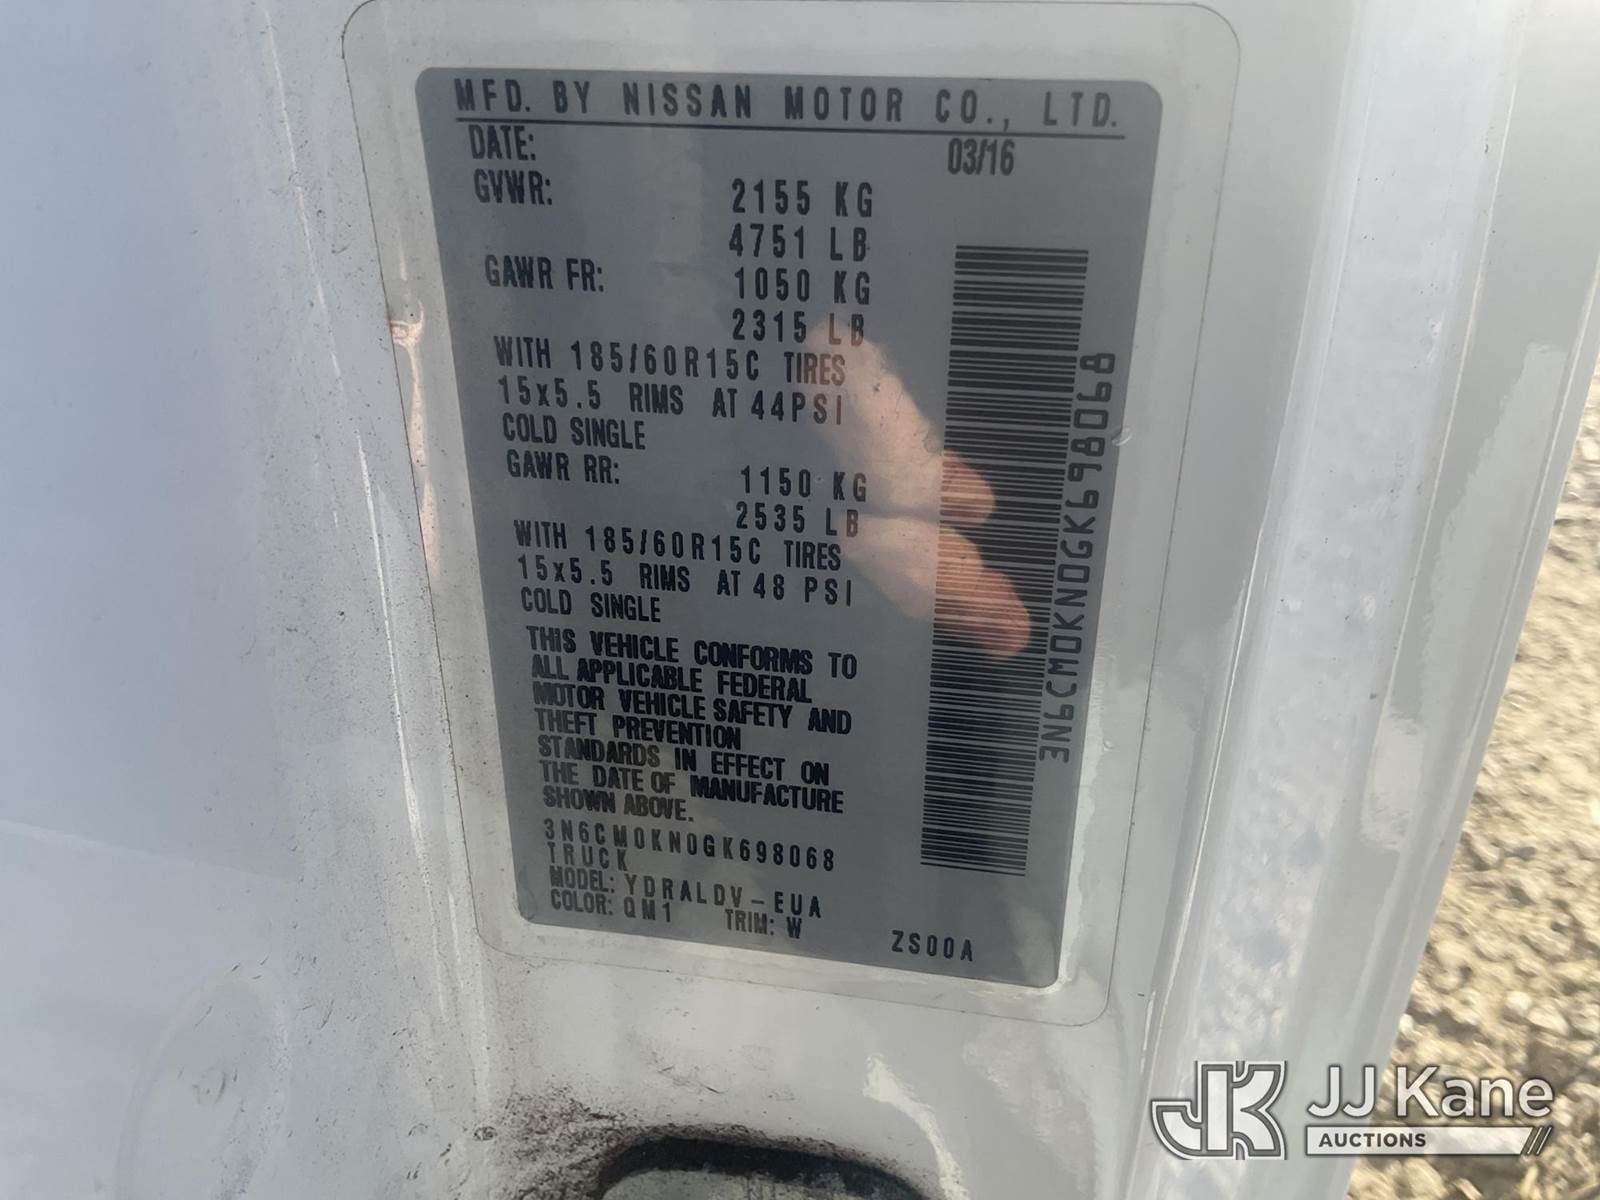 MFD. BY NISSAN MOTOR CO., LTD.
DATE: 03/16
GVWR: 2155 KG
4751 LB
GAWR FR: 1050 KG
2315 LB
WITH 185/60R15C TIRES
15x5.5 RIMS AT 44PSI
COLD SINGLE
GAWR RR: 1150 KG
2535 LB
WITH 185/60R15C TIRES
15x5.5 RIMS AT 48 PSI
COLD SINGLE
THIS VEHICLE CONFORMS TO
ALL APPLICABLE FEDERAL
MOTOR VEHICLE SAFETY AND
THEFT PREVENTION
STANDARDS IN EFFECT ON
THE DATE OF MANUFACTURE
SHOWN ABOVE.
3N6CM0KN0GK698068
TRUCK
MODEL: YDRALDV-EUA
COLOR: QM1 TRIM: W ZS00A
3N6CM0KN0GK698068
JK JJ Kane
AUCTIONS